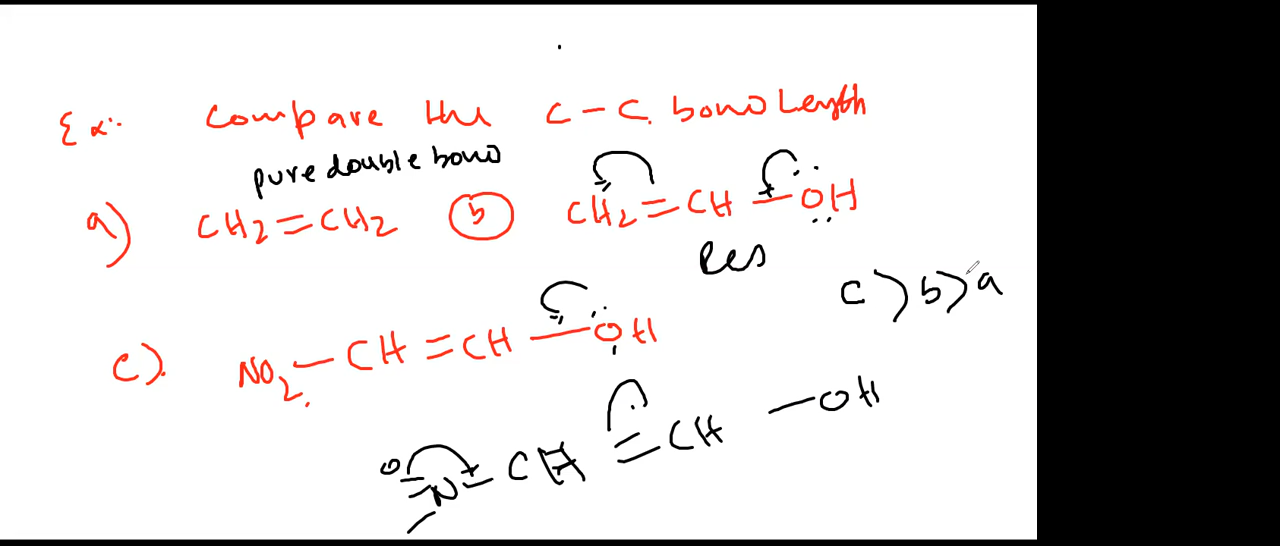 Ex:. Compare the C-C. bond Length
pure double bond
a) CH2=CH2 (b) CH2=CH-OH
Res
c>b>a
c). NO2-CH=CH-OH
O=N-CH=CH-OH